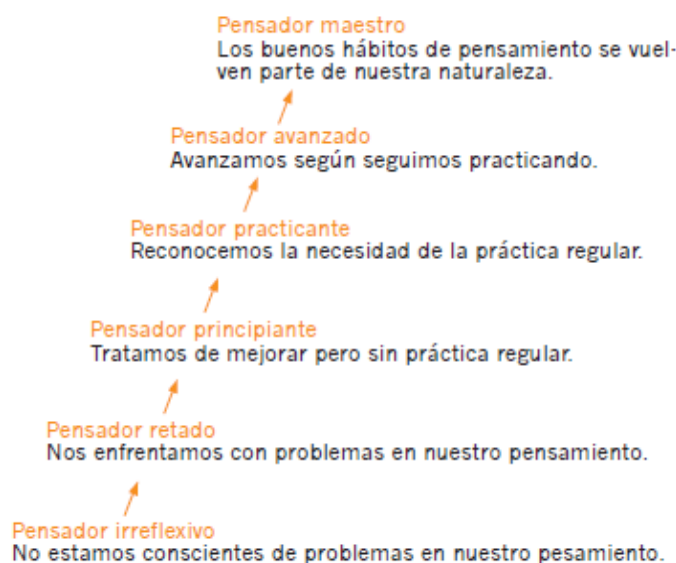 Pensador maestro
Los buenos hábitos de pensamiento se vuel-
ven parte de nuestra naturaleza.
Pensador avanzado
Avanzamos según seguimos practicando.
Pensador practicante
Reconocemos la necesidad de la práctica regular.
Pensador principiante
Tratamos de mejorar pero sin práctica regular.
Pensador retado
Nos enfrentamos con problemas en nuestro pensamiento.
Pensador irreflexivo
No estamos conscientes de problemas en nuestro pesamiento.